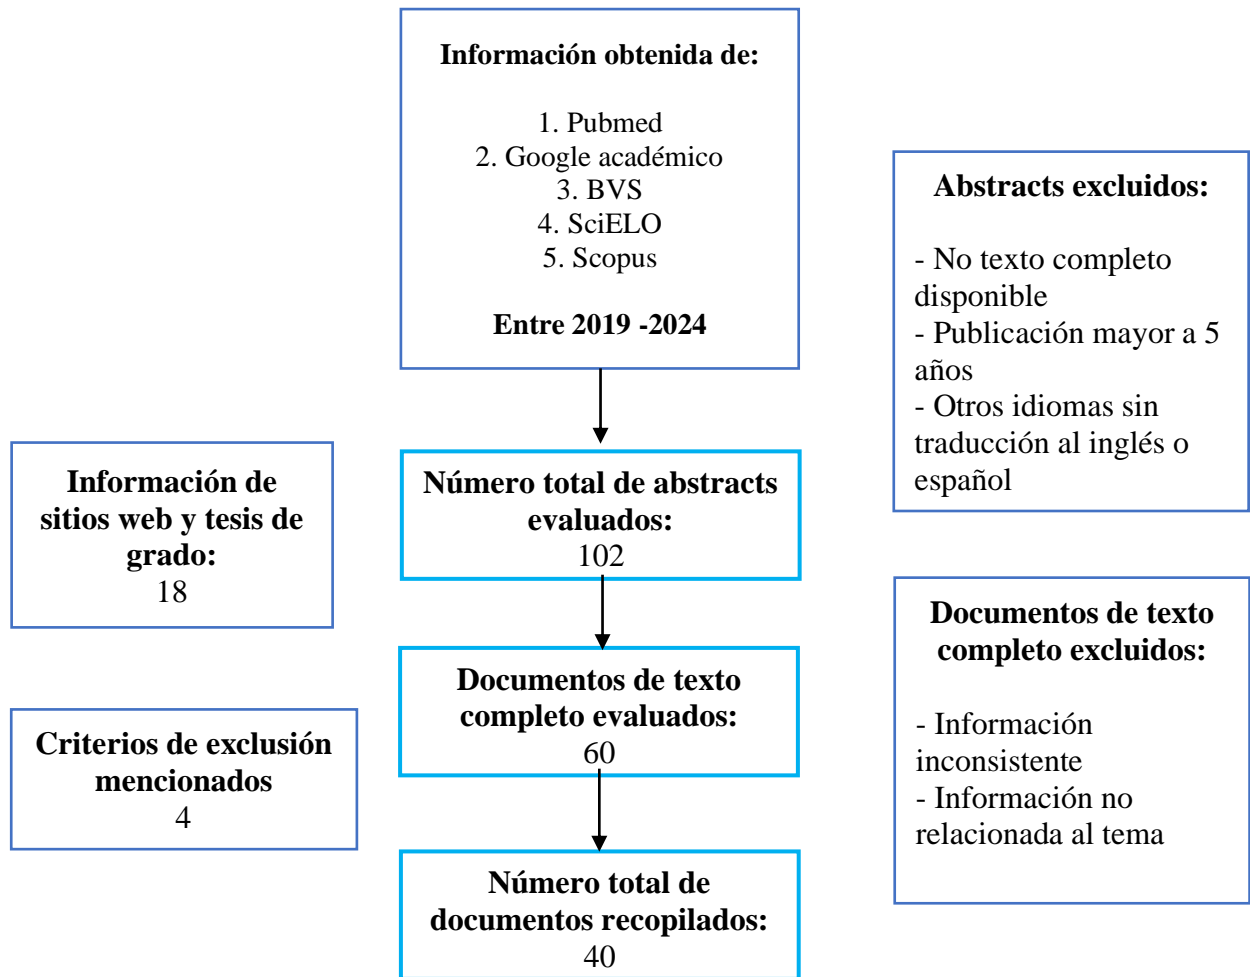 Información obtenida de:
1. Pubmed
2. Google académico
3. BVS
4. SciELO
5. Scopus
Entre 2019 -2024
Abstracts excluidos:
- No texto completo
disponible
- Publicación mayor a 5
años
- Otros idiomas sin
traducción al inglés o
español
Información de
sitios web y tesis de
grado:
18
Número total de abstracts
evaluados:
102
Documentos de texto
completo excluidos:
- Información
inconsistente
- Información no
relacionada al tema
Documentos de texto
completo evaluados:
60
Criterios de exclusión
mencionados
4
Número total de
documentos recopilados:
40